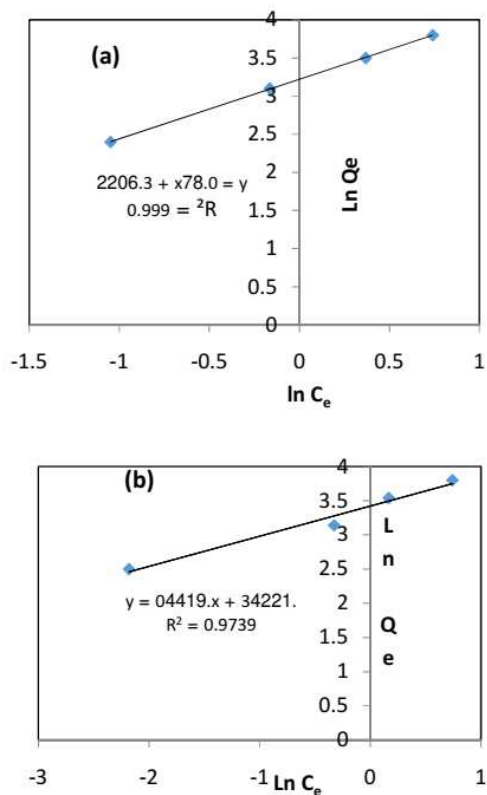 4
3.5
3
2.5
2
1.5
1
0.5
0
(a)
2206.3 + x78.0 = y
0.999 = ²R
Ln Qe
-1.5 -1 -0.5 0 0.5 1
ln Cₑ
4
3.5
3
2.5
2
1.5
1
0.5
0
(b)
L
n
Q
e
y = 04419.x + 34221.
R² = 0.9739
-3 -2 -1 0 1
Ln Cₑ